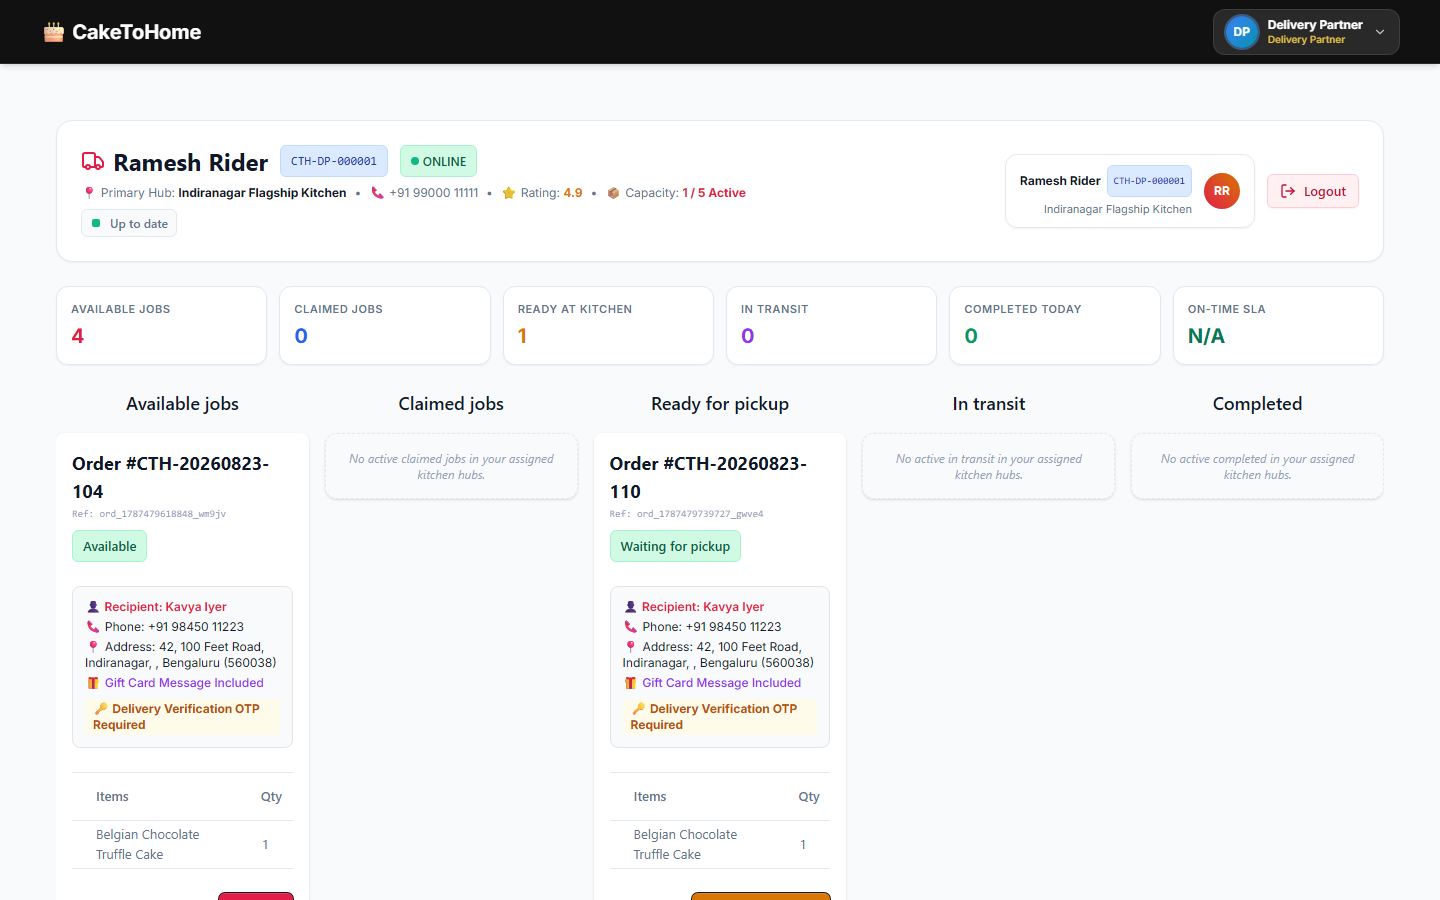 CakeToHome
DP
Delivery Partner
Delivery Partner
Ramesh Rider
CTH-DP-000001
ONLINE
Primary Hub: Indiranagar Flagship Kitchen • +91 99000 11111 • Rating: 4.9 • Capacity: 1 / 5 Active
Up to date
Ramesh Rider CTH-DP-000001
Indiranagar Flagship Kitchen
RR
Logout
AVAILABLE JOBS
4
CLAIMED JOBS
0
READY AT KITCHEN
1
IN TRANSIT
0
COMPLETED TODAY
0
ON-TIME SLA
N/A
Available jobs
Order #CTH-20260823-
104
Ref: ord_1787479618848_wm9jv
Available
Recipient: Kavya Iyer
Phone: +91 98450 11223
Address: 42, 100 Feet Road,
Indiranagar, , Bengaluru (560038)
Gift Card Message Included
Delivery Verification OTP
Required
Items Qty
Belgian Chocolate
Truffle Cake
1
Claimed jobs
No active claimed jobs in your assigned
kitchen hubs.
Ready for pickup
Order #CTH-20260823-
110
Ref: ord_1787479739727_gwve4
Waiting for pickup
Recipient: Kavya Iyer
Phone: +91 98450 11223
Address: 42, 100 Feet Road,
Indiranagar, , Bengaluru (560038)
Gift Card Message Included
Delivery Verification OTP
Required
Items Qty
Belgian Chocolate
Truffle Cake
1
In transit
No active in transit in your assigned
kitchen hubs.
Completed
No active completed in your assigned
kitchen hubs.